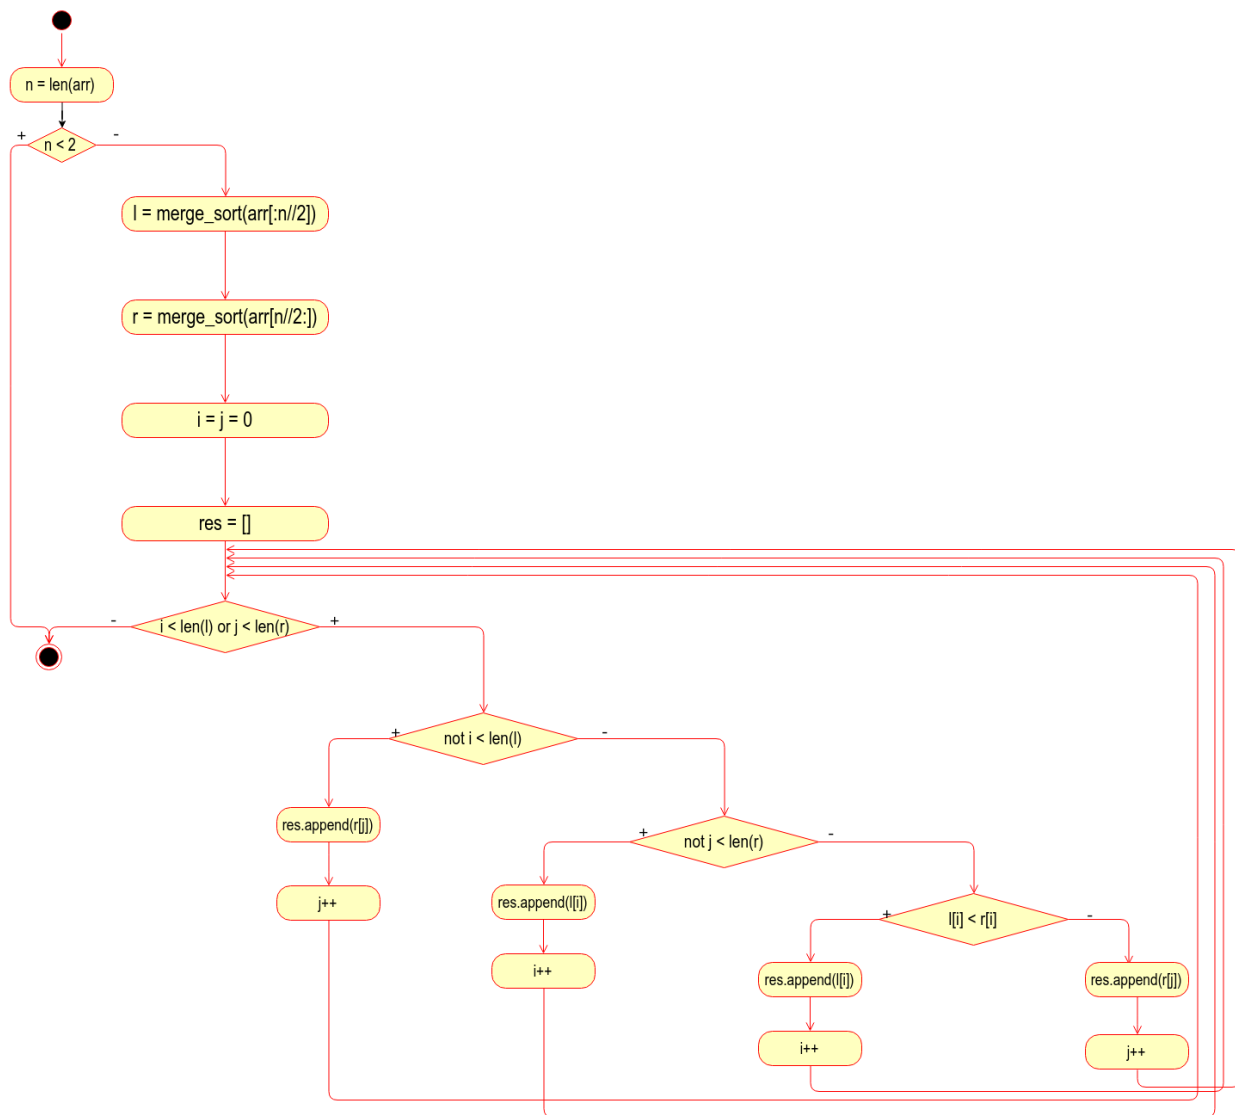 n = len(arr)
+
-
n < 2
l = merge_sort(arr[:n//2])
r = merge_sort(arr[n//2:])
i = j = 0
res = []
-
i < len(l) or j < len(r)
+
+
not i < len(l)
-
res.append(r[j])
j++
+
not j < len(r)
-
res.append(l[i])
i++
+
l[i] < r[i]
-
res.append(l[i])
i++
res.append(r[j])
j++